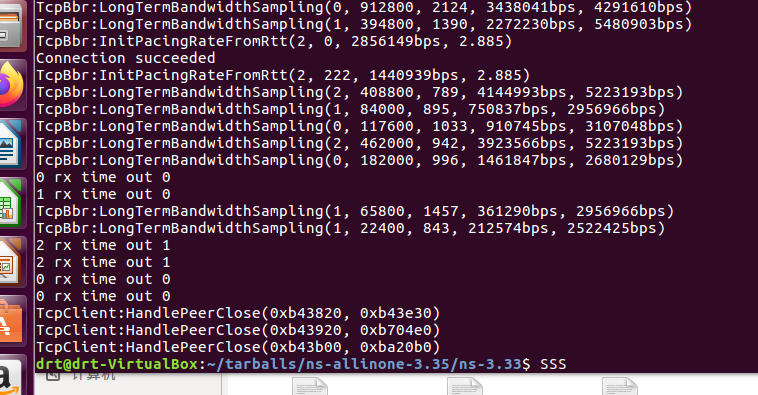 TcpBbr:LongTermBandwidthSampling(0, 912800, 2124, 3438041bps, 4291610bps)
TcpBbr:LongTermBandwidthSampling(1, 394800, 1390, 2272230bps, 5480903bps)
TcpBbr:InitPacingRateFromRtt(2, 0, 2856149bps, 2.885)
Connection succeeded
TcpBbr:InitPacingRateFromRtt(2, 222, 1440939bps, 2.885)
TcpBbr:LongTermBandwidthSampling(2, 408800, 789, 4144993bps, 5223193bps)
TcpBbr:LongTermBandwidthSampling(1, 84000, 895, 750837bps, 2956966bps)
TcpBbr:LongTermBandwidthSampling(0, 117600, 1033, 910745bps, 3107048bps)
TcpBbr:LongTermBandwidthSampling(2, 462000, 942, 3923566bps, 5223193bps)
TcpBbr:LongTermBandwidthSampling(0, 182000, 996, 1461847bps, 2680129bps)
0 rx time out 0
1 rx time out 0
TcpBbr:LongTermBandwidthSampling(1, 65800, 1457, 361290bps, 2956966bps)
TcpBbr:LongTermBandwidthSampling(1, 22400, 843, 212574bps, 2522425bps)
2 rx time out 1
2 rx time out 1
0 rx time out 0
0 rx time out 0
TcpClient:HandlePeerClose(0xb43820, 0xb43e30)
TcpClient:HandlePeerClose(0xb43920, 0xb704e0)
TcpClient:HandlePeerClose(0xb43b00, 0xba20b0)
drt@drt-VirtualBox:~/tarballs/ns-allinone-3.35/ns-3.33$ SSS
计算机